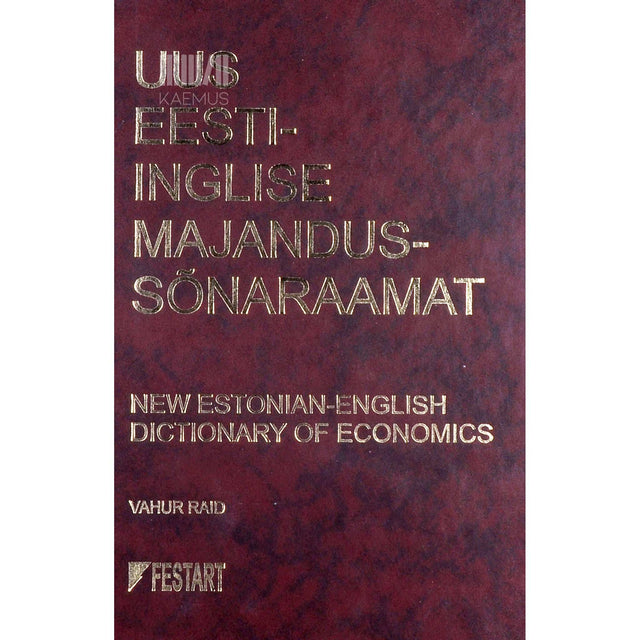 UUS
KAEMUS
EESTI-
INGLISE
MAJANDUS-
SÕNARAAMAT
NEW ESTONIAN-ENGLISH
DICTIONARY OF ECONOMICS
VAHUR RAID
FESTART